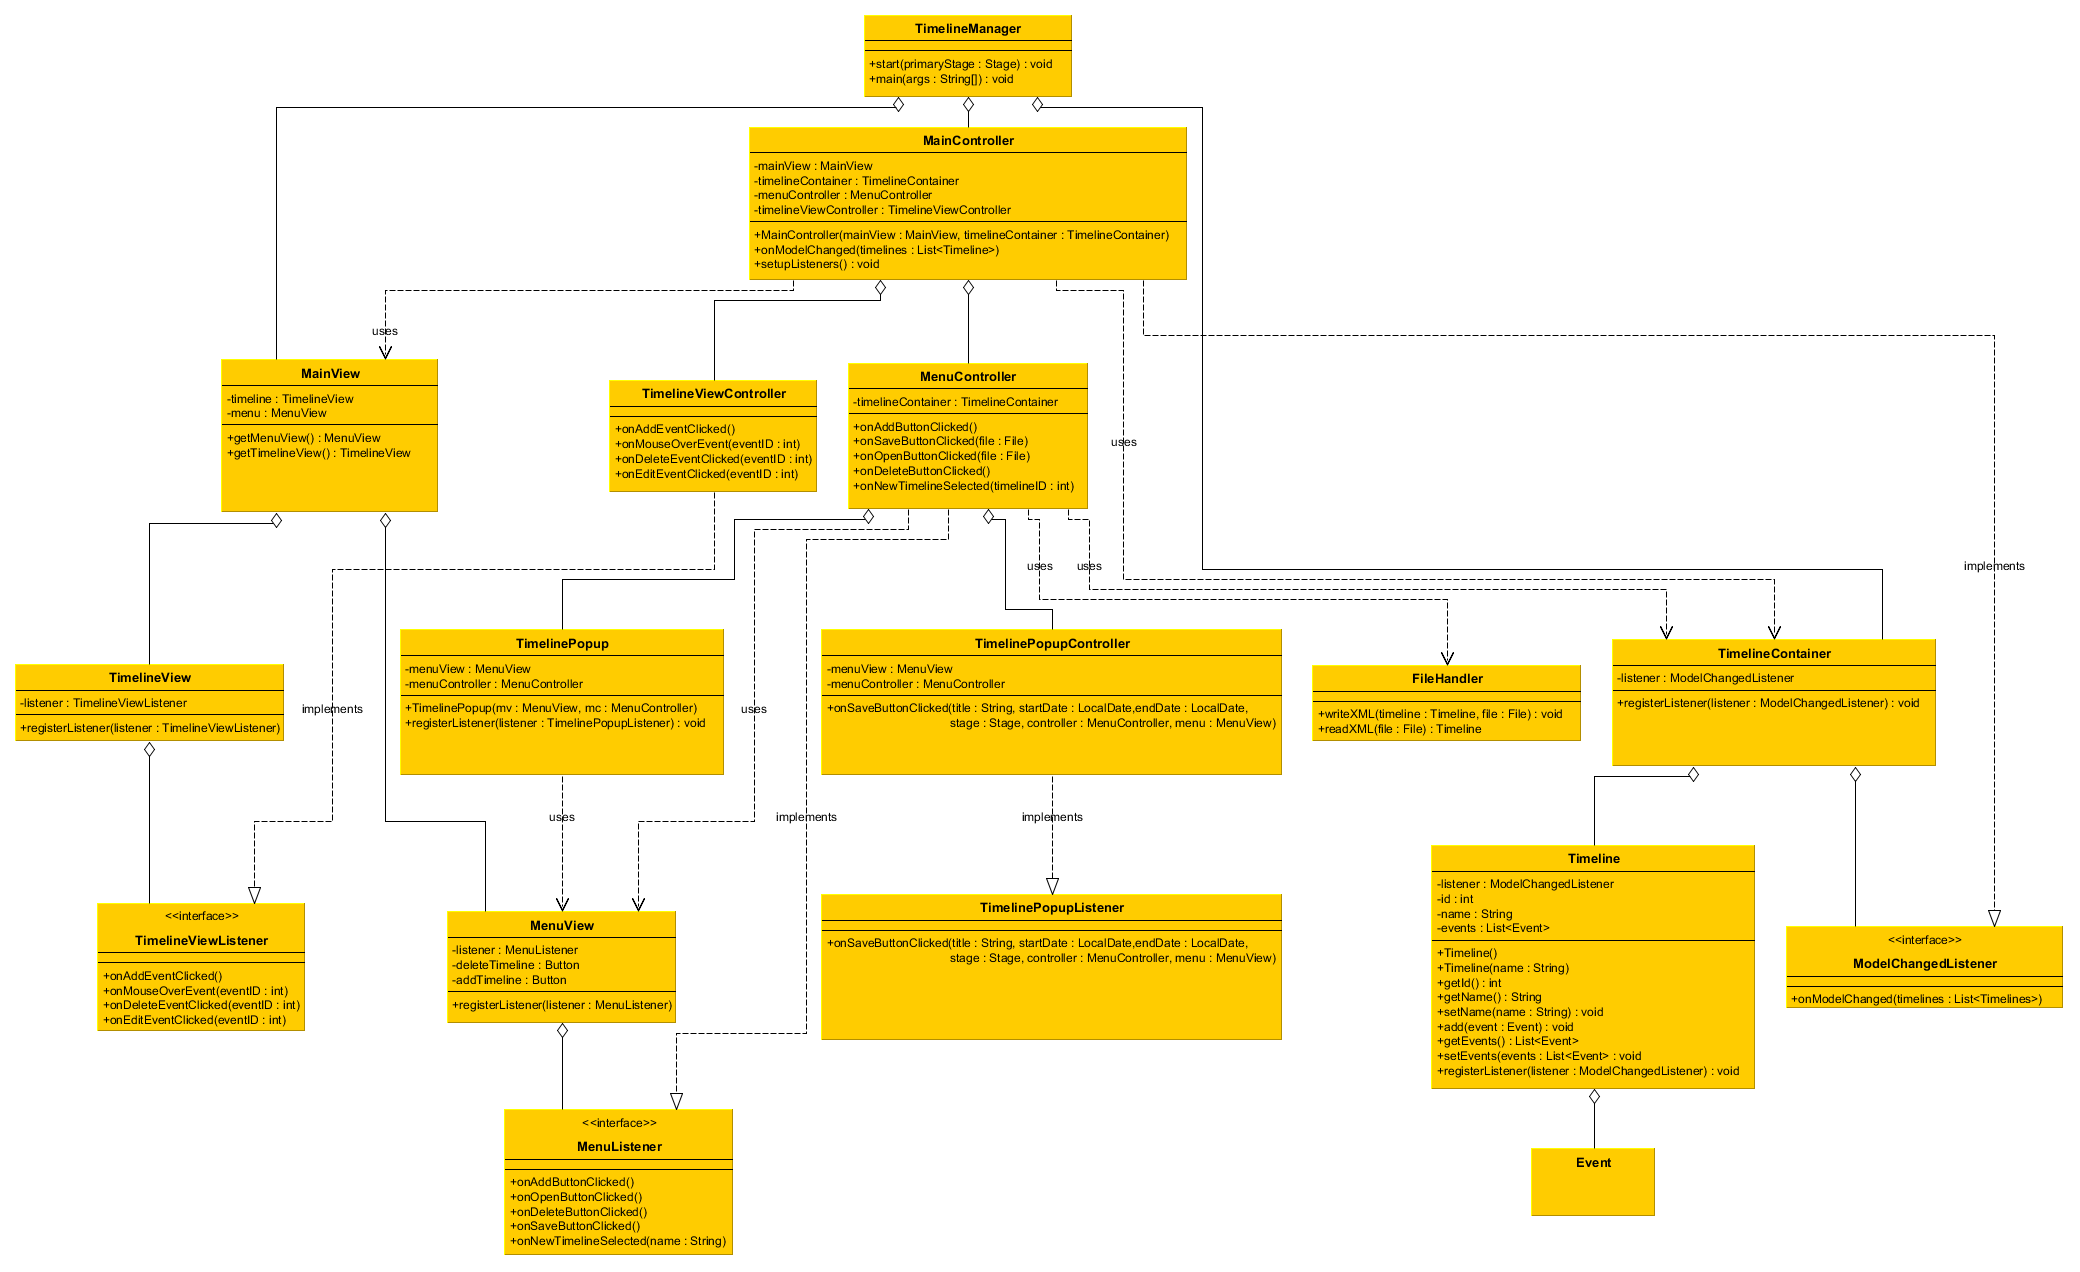 TimelineManager
+start(primaryStage : Stage) : void
+main(args : String[]) : void
MainController
-mainView : MainView
-timelineContainer : TimelineContainer
-menuController : MenuController
-timelineViewController : TimelineViewController
+MainController(mainView : MainView, timelineContainer : TimelineContainer)
+onModelChanged(timelines : List<Timeline>)
+setupListeners() : void
uses
MainView
-timeline : TimelineView
-menu : MenuView
+getMenuView() : MenuView
+getTimelineView() : TimelineView
TimelineViewController
+onAddEventClicked()
+onMouseOverEvent(eventID : int)
+onDeleteEventClicked(eventID : int)
+onEditEventClicked(eventID : int)
MenuController
-timelineContainer : TimelineContainer
+onAddButtonClicked()
+onSaveButtonClicked(file : File)
+onOpenButtonClicked(file : File)
+onDeleteButtonClicked()
+onNewTimelineSelected(timelineID : int)
uses
uses
uses
implements
TimelineView
-listener : TimelineViewListener
+registerListener(listener : TimelineViewListener)
implements
TimelinePopup
-menuView : MenuView
-menuController : MenuController
+TimelinePopup(mv : MenuView, mc : MenuController)
+registerListener(listener : TimelinePopupListener) : void
uses
TimelinePopupController
-menuView : MenuView
-menuController : MenuController
+onSaveButtonClicked(title : String, startDate : LocalDate,endDate : LocalDate,
stage : Stage, controller : MenuController, menu : MenuView)
FileHandler
+writeXML(timeline : Timeline, file : File) : void
+readXML(file : File) : Timeline
TimelineContainer
-listener : ModelChangedListener
+registerListener(listener : ModelChangedListener) : void
uses
implements
implements
<<interface>>
TimelineViewListener
+onAddEventClicked()
+onMouseOverEvent(eventID : int)
+onDeleteEventClicked(eventID : int)
+onEditEventClicked(eventID : int)
MenuView
-listener : MenuListener
-deleteTimeline : Button
-addTimeline : Button
+registerListener(listener : MenuListener)
TimelinePopupListener
+onSaveButtonClicked(title : String, startDate : LocalDate,endDate : LocalDate,
stage : Stage, controller : MenuController, menu : MenuView)
Timeline
-listener : ModelChangedListener
-id : int
-name : String
-events : List<Event>
+Timeline()
+Timeline(name : String)
+getId() : int
+getName() : String
+setName(name : String) : void
+add(event : Event) : void
+getEvents() : List<Event>
+setEvents(events : List<Event> : void
+registerListener(listener : ModelChangedListener) : void
<<interface>>
ModelChangedListener
+onModelChanged(timelines : List<Timelines>)
<<interface>>
MenuListener
+onAddButtonClicked()
+onOpenButtonClicked()
+onDeleteButtonClicked()
+onSaveButtonClicked()
+onNewTimelineSelected(name : String)
Event